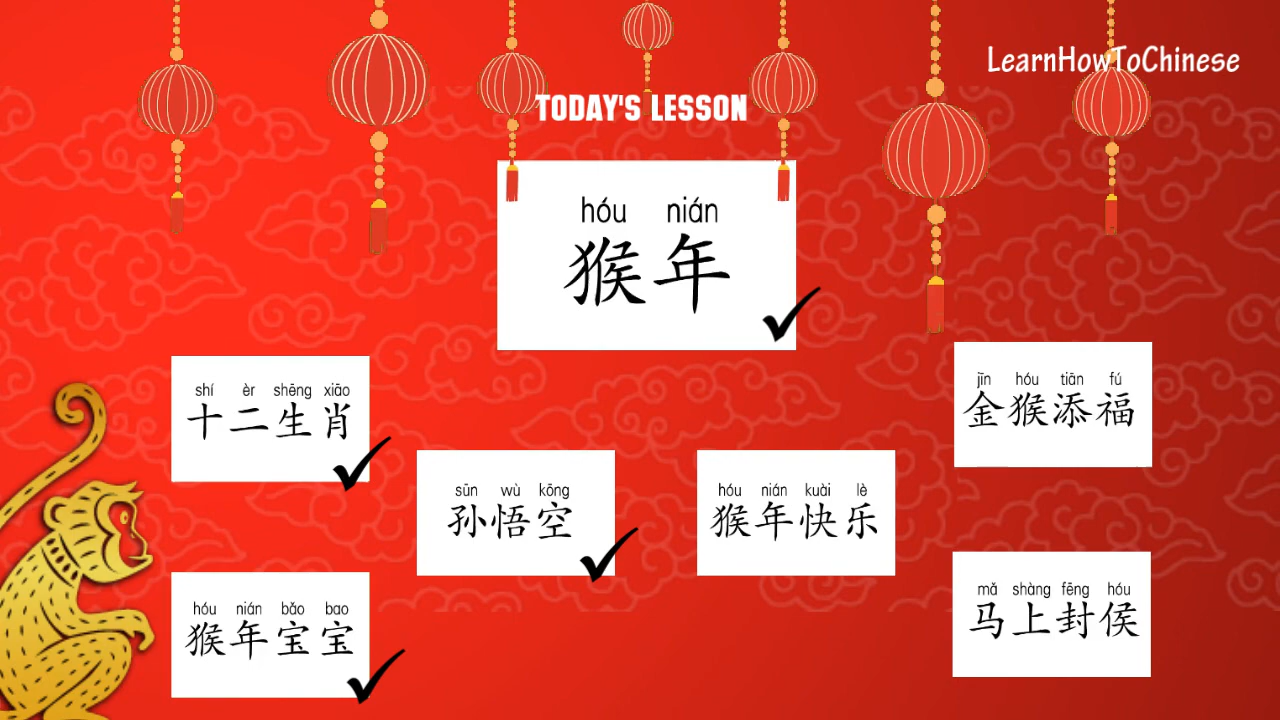 LearnHowToChinese
TODAY'S LESSON
hóu nián
猴年
shí èr shēng xiāo
十二生肖
jīn hóu tiān fú
金猴添福
sūn wù kōng
孙悟空
hóu nián kuài lè
猴年快乐
hóu nián bǎo bao
猴年宝宝
mǎ shàng fēng hóu
马上封侯